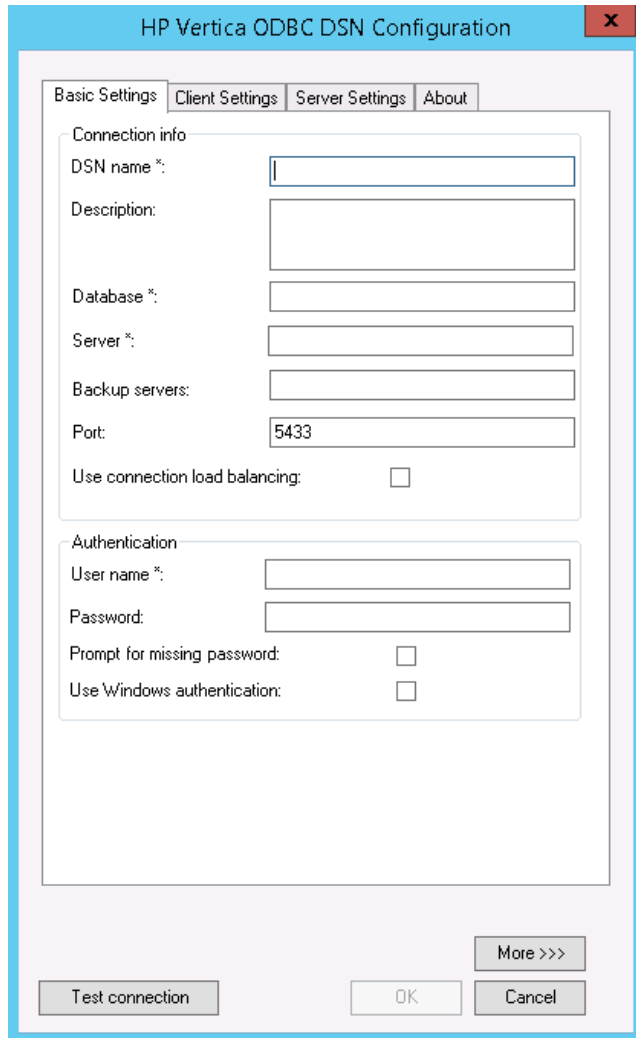 HP Vertica ODBC DSN Configuration
x
Basic Settings Client Settings Server Settings About
Connection info
DSN name *:
Description:
Database *:
Server *:
Backup servers:
Port: 5433
Use connection load balancing:
Authentication
User name *:
Password:
Prompt for missing password:
Use Windows authentication:
More >>>
Test connection OK Cancel